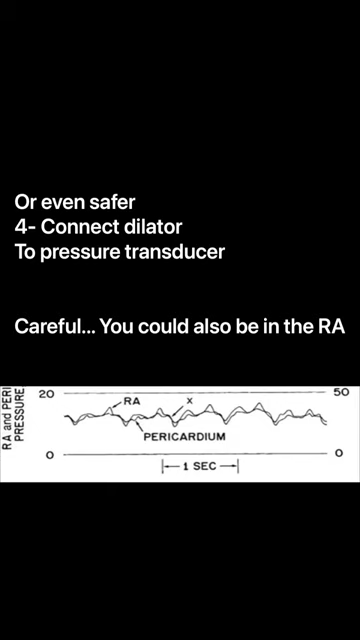 Or even safer
4- Connect dilator
To pressure transducer
Careful... You could also be in the RA
RA and PERI
PRESSURE
20
50
RA
X
PERICARDIUM
0
0
1 SEC